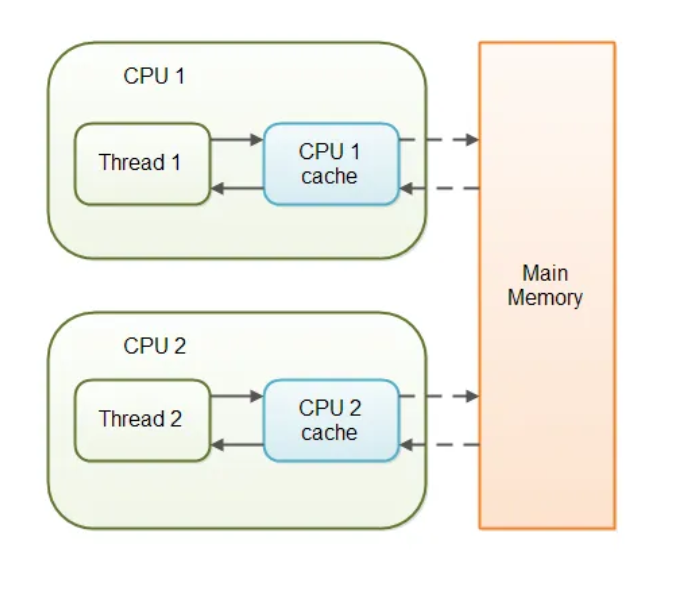 CPU 1
Thread 1
CPU 1
cache
Main
Memory
CPU 2
Thread 2
CPU 2
cache